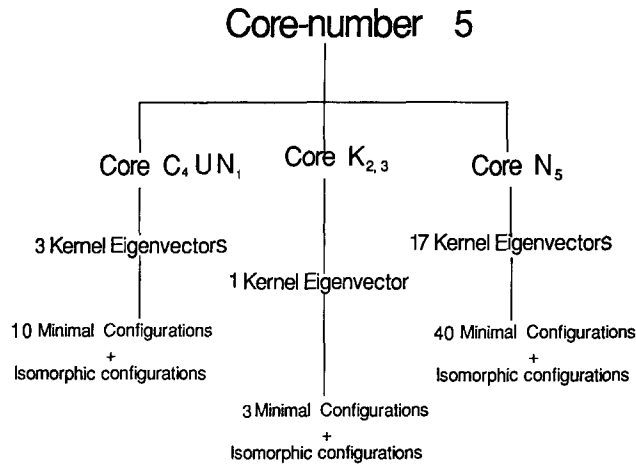 Core-number 5
Core C₄ U N₁
Core K₂,₃
Core N₅
3 Kernel Eigenvectors
17 Kernel Eigenvectors
1 Kernel Eigenvector
10 Minimal Configurations
+
Isomorphic configurations
40 Minimal Configurations
+
Isomorphic configurations
3 Minimal Configurations
+
Isomorphic configurations